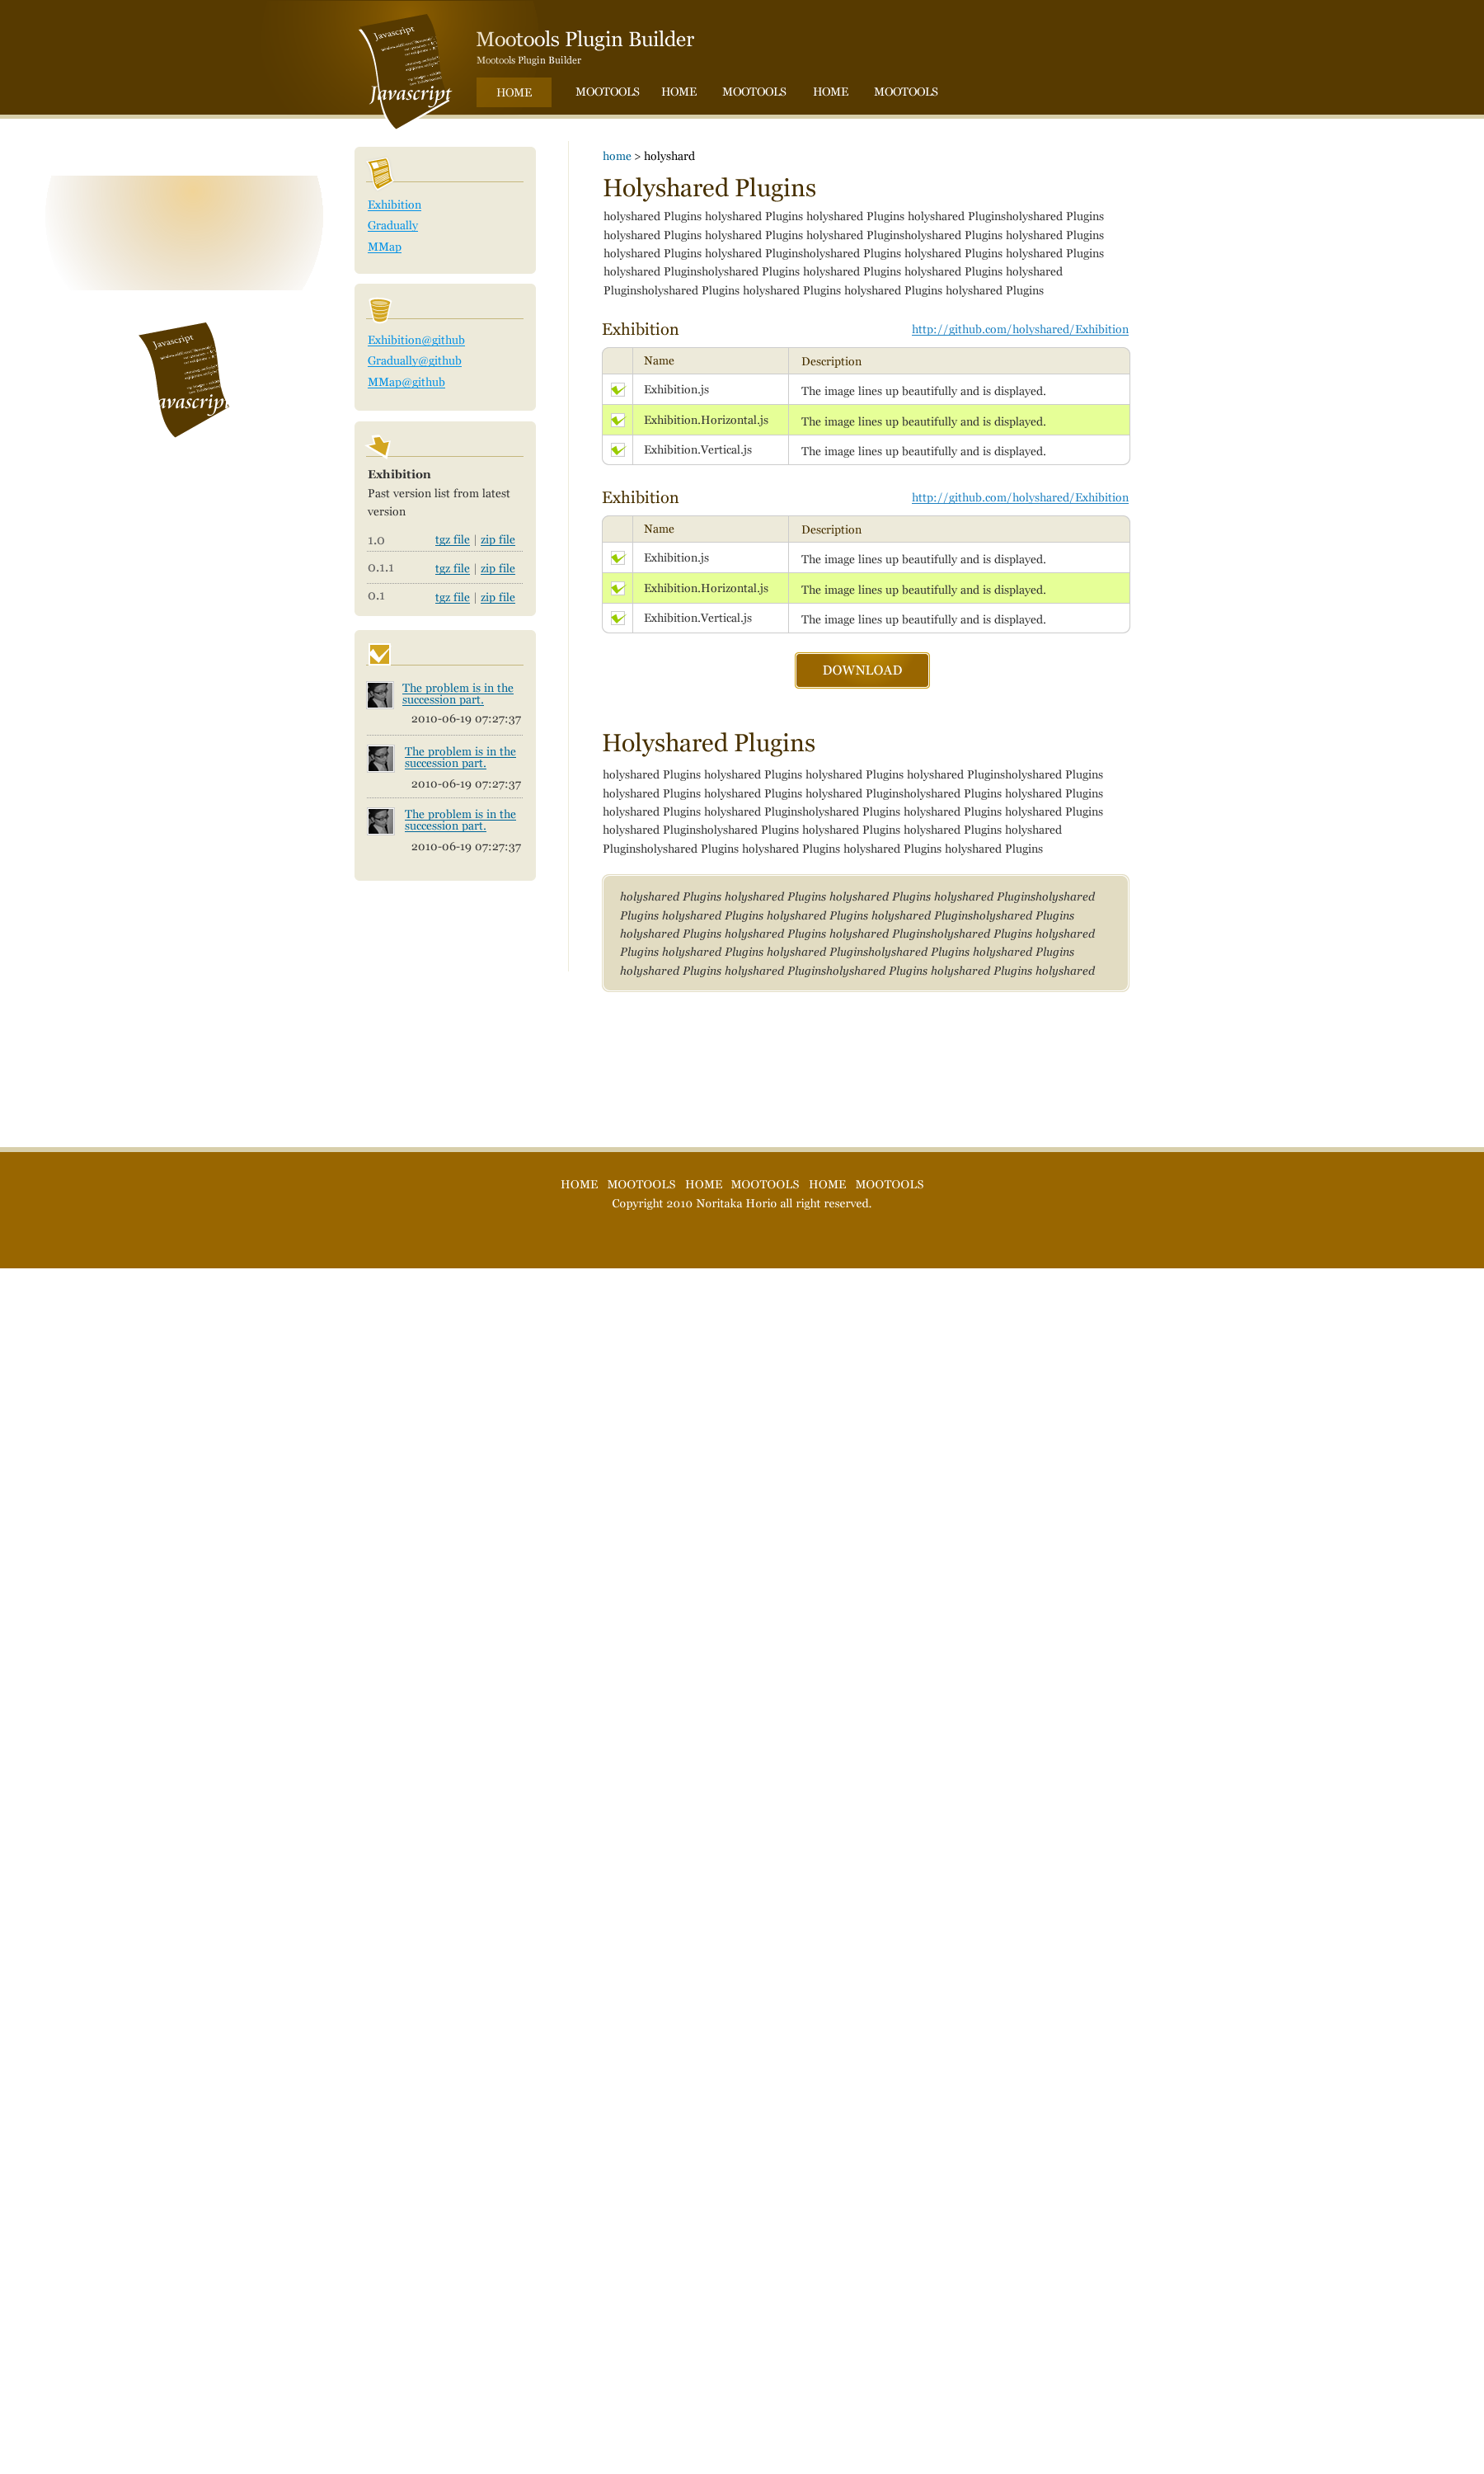 Javascript
Javascript
Mootools Plugin Builder
Mootools Plugin Builder
HOME MOOTOOLS HOME MOOTOOLS HOME MOOTOOLS
Exhibition
Gradually
MMap
Exhibition@github
Gradually@github
MMap@github
Javascript
Exhibition
Past version list from latest
version
1.0 tgz file | zip file
0.1.1 tgz file | zip file
0.1 tgz file | zip file
The problem is in the
succession part.
2010-06-19 07:27:37
The problem is in the
succession part.
2010-06-19 07:27:37
The problem is in the
succession part.
2010-06-19 07:27:37
home > holyshard
Holyshared Plugins
holyshared Plugins holyshared Plugins holyshared Plugins holyshared Pluginsholyshared Plugins
holyshared Plugins holyshared Plugins holyshared Pluginsholyshared Plugins holyshared Plugins
holyshared Plugins holyshared Pluginsholyshared Plugins holyshared Plugins holyshared Plugins
holyshared Pluginsholyshared Plugins holyshared Plugins holyshared Plugins holyshared
Pluginsholyshared Plugins holyshared Plugins holyshared Plugins holyshared Plugins
Exhibition http://github.com/holyshared/Exhibition
Name Description
Exhibition.js The image lines up beautifully and is displayed.
Exhibition.Horizontal.js The image lines up beautifully and is displayed.
Exhibition.Vertical.js The image lines up beautifully and is displayed.
Exhibition http://github.com/holyshared/Exhibition
Name Description
Exhibition.js The image lines up beautifully and is displayed.
Exhibition.Horizontal.js The image lines up beautifully and is displayed.
Exhibition.Vertical.js The image lines up beautifully and is displayed.
DOWNLOAD
Holyshared Plugins
holyshared Plugins holyshared Plugins holyshared Plugins holyshared Pluginsholyshared Plugins
holyshared Plugins holyshared Plugins holyshared Pluginsholyshared Plugins holyshared Plugins
holyshared Plugins holyshared Pluginsholyshared Plugins holyshared Plugins holyshared Plugins
holyshared Pluginsholyshared Plugins holyshared Plugins holyshared Plugins holyshared
Pluginsholyshared Plugins holyshared Plugins holyshared Plugins holyshared Plugins
holyshared Plugins holyshared Plugins holyshared Plugins holyshared Pluginsholyshared
Plugins holyshared Plugins holyshared Plugins holyshared Pluginsholyshared Plugins
holyshared Plugins holyshared Plugins holyshared Pluginsholyshared Plugins holyshared
Plugins holyshared Plugins holyshared Pluginsholyshared Plugins holyshared Plugins
holyshared Plugins holyshared Pluginsholyshared Plugins holyshared Plugins holyshared
HOME MOOTOOLS HOME MOOTOOLS HOME MOOTOOLS
Copyright 2010 Noritaka Horio all right reserved.